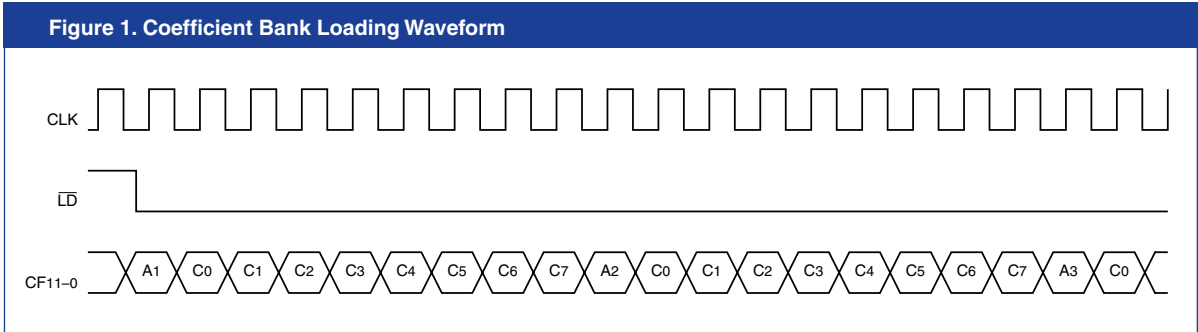 Figure 1. Coefficient Bank Loading Waveform
CLK
LD
CF11–0 A1 C0 C1 C2 C3 C4 C5 C6 C7 A2 C0 C1 C2 C3 C4 C5 C6 C7 A3 C0